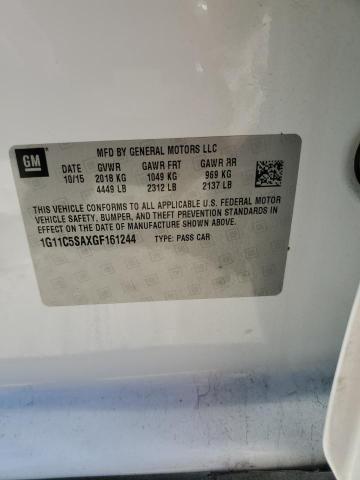 GM
MFD BY GENERAL MOTORS LLC
DATE GVWR GAWR FRT GAWR RR
10/15 2018 KG 1049 KG 969 KG
4449 LB 2312 LB 2137 LB
THIS VEHICLE CONFORMS TO ALL APPLICABLE U.S. FEDERAL MOTOR
VEHICLE SAFETY, BUMPER, AND THEFT PREVENTION STANDARDS IN
EFFECT ON THE DATE OF MANUFACTURE SHOWN ABOVE.
1G11C5SAXGF161244 TYPE: PASS CAR